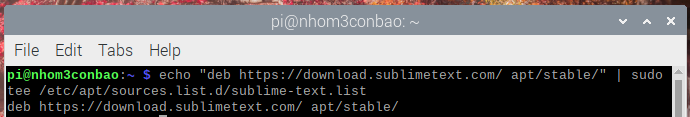 pi@nhom3conbao: ~
File Edit Tabs Help
pi@nhom3conbao:~ $ echo "deb https://download.sublimetext.com/ apt/stable/" | sudo
tee /etc/apt/sources.list.d/sublime-text.list
deb https://download.sublimetext.com/ apt/stable/